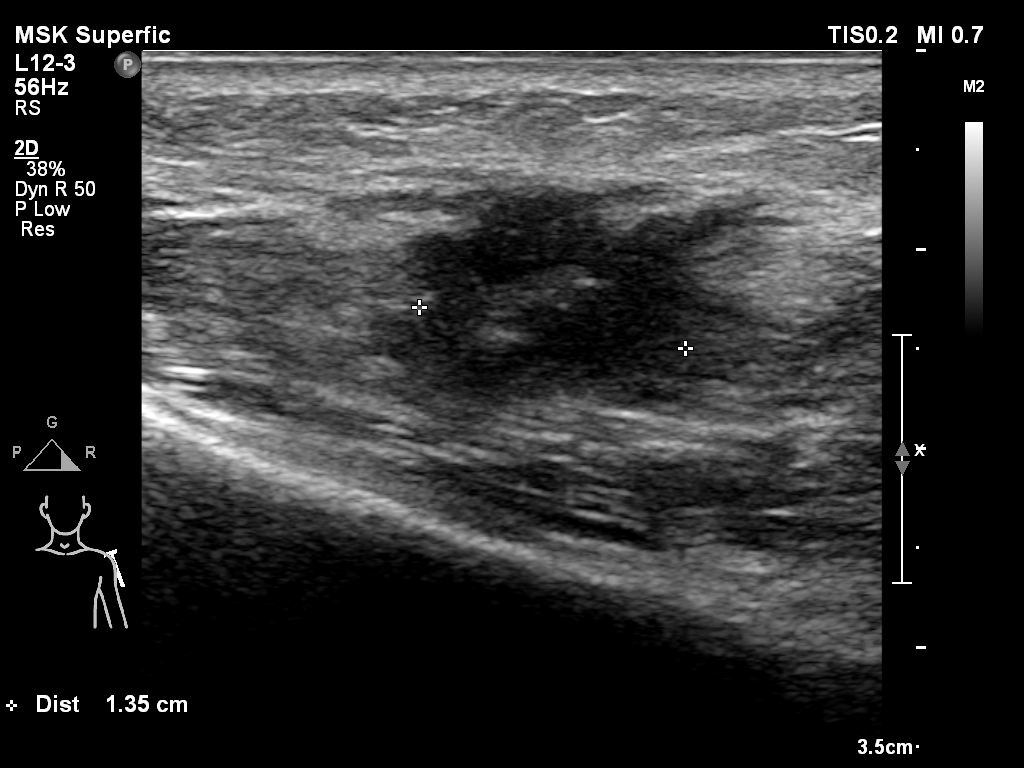 MSK Superfic
TIS0.2 MI 0.7
L12-3
56Hz
RS
2D
38%
Dyn R 50
P Low
Res
P
M2
G
P R
x
Dist 1.35 cm
3.5cm